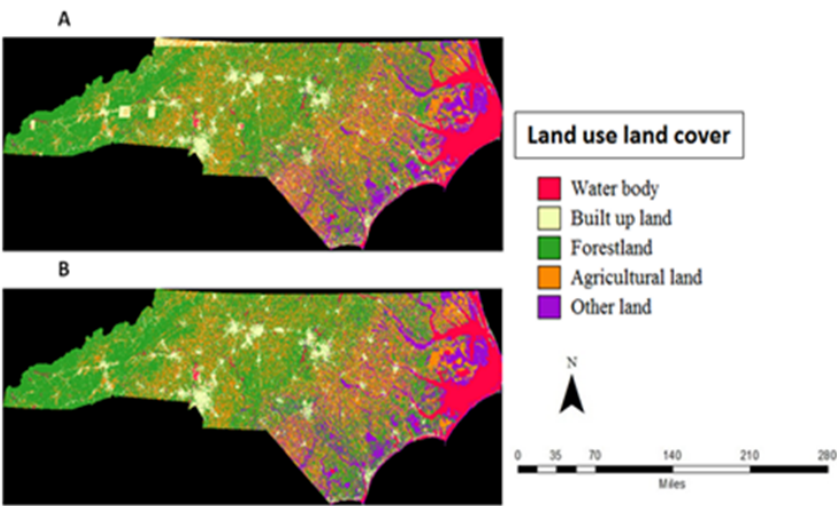 A
B
Land use land cover
Water body
Built up land
Forestland
Agricultural land
Other land
N
0 35 70 140 210 280
Miles